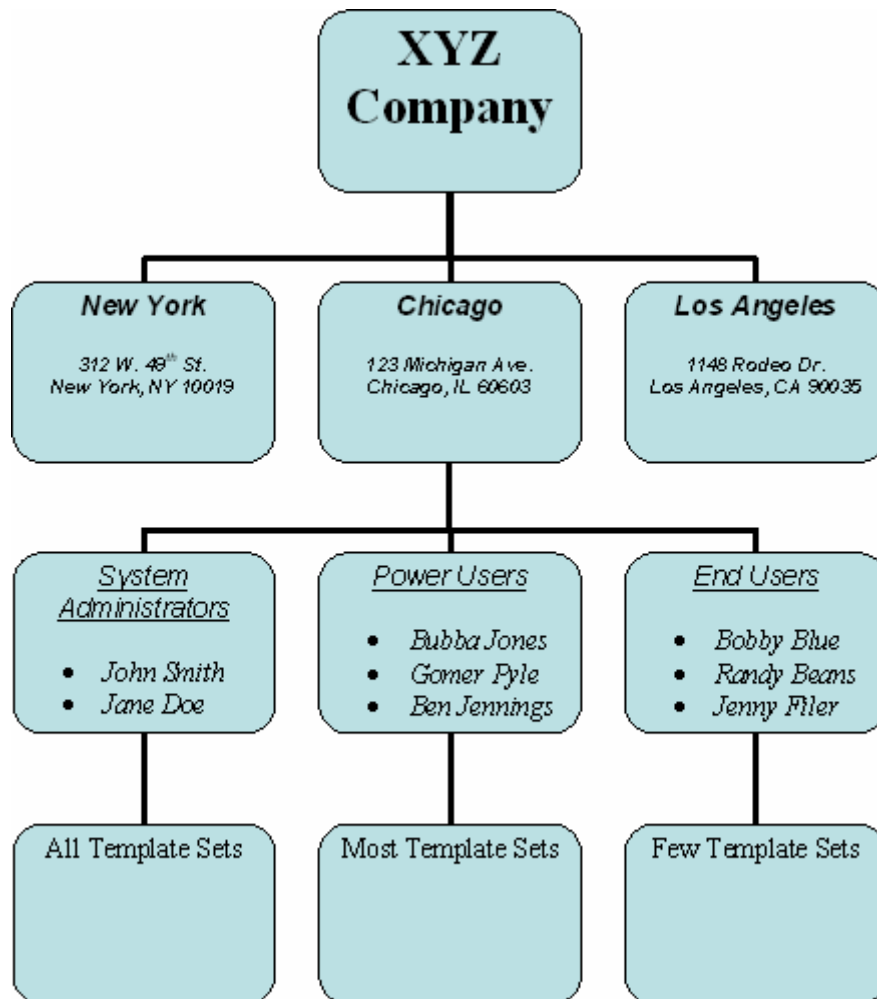 XYZ
Company
New York
312 W. 49th St.
New York, NY 10019
Chicago
123 Michigan Ave.
Chicago, IL 60603
Los Angeles
1148 Rodeo Dr.
Los Angeles, CA 90035
System
Administrators
• John Smith
• Jane Doe
Power Users
• Bubba Jones
• Gomer Pyle
• Ben Jennings
End Users
• Bobby Blue
• Randy Beans
• Jenny Filer
All Template Sets
Most Template Sets
Few Template Sets